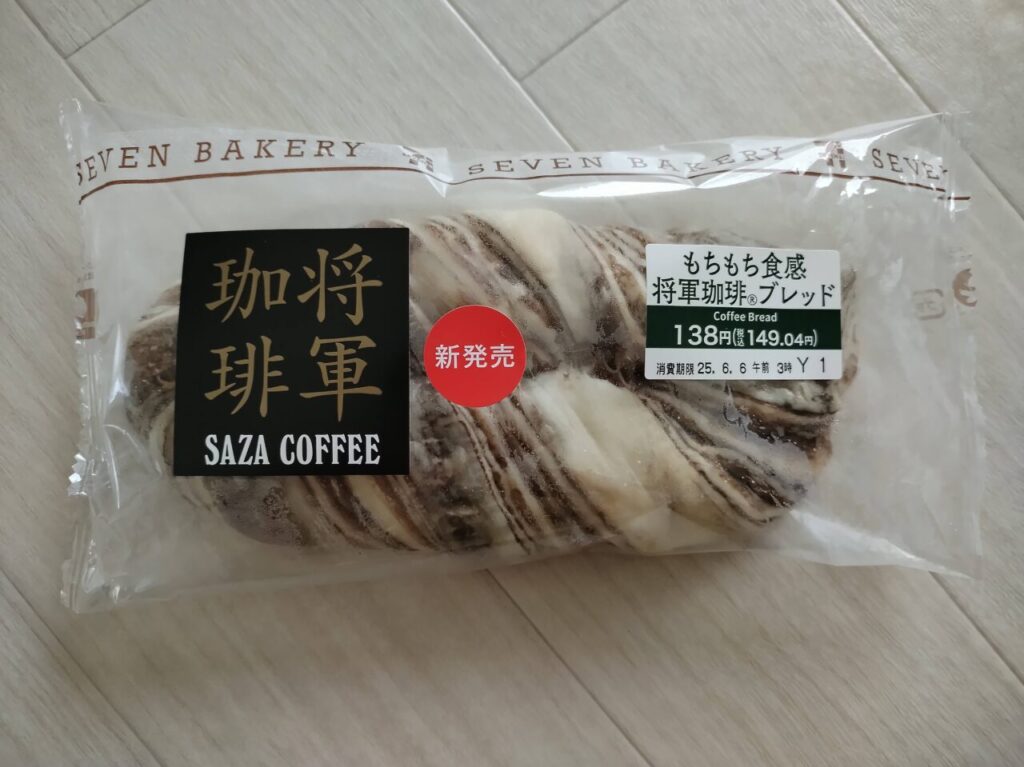 SEVEN BAKERY SEVEN BAKERY SEVE
将軍
珈琲
SAZA COFFEE
新発売
もちもち食感
将軍珈琲®ブレッド
Coffee Bread
138円(税込149.04円)
消費期限 25. 6. 6 午前 3時 Y 1